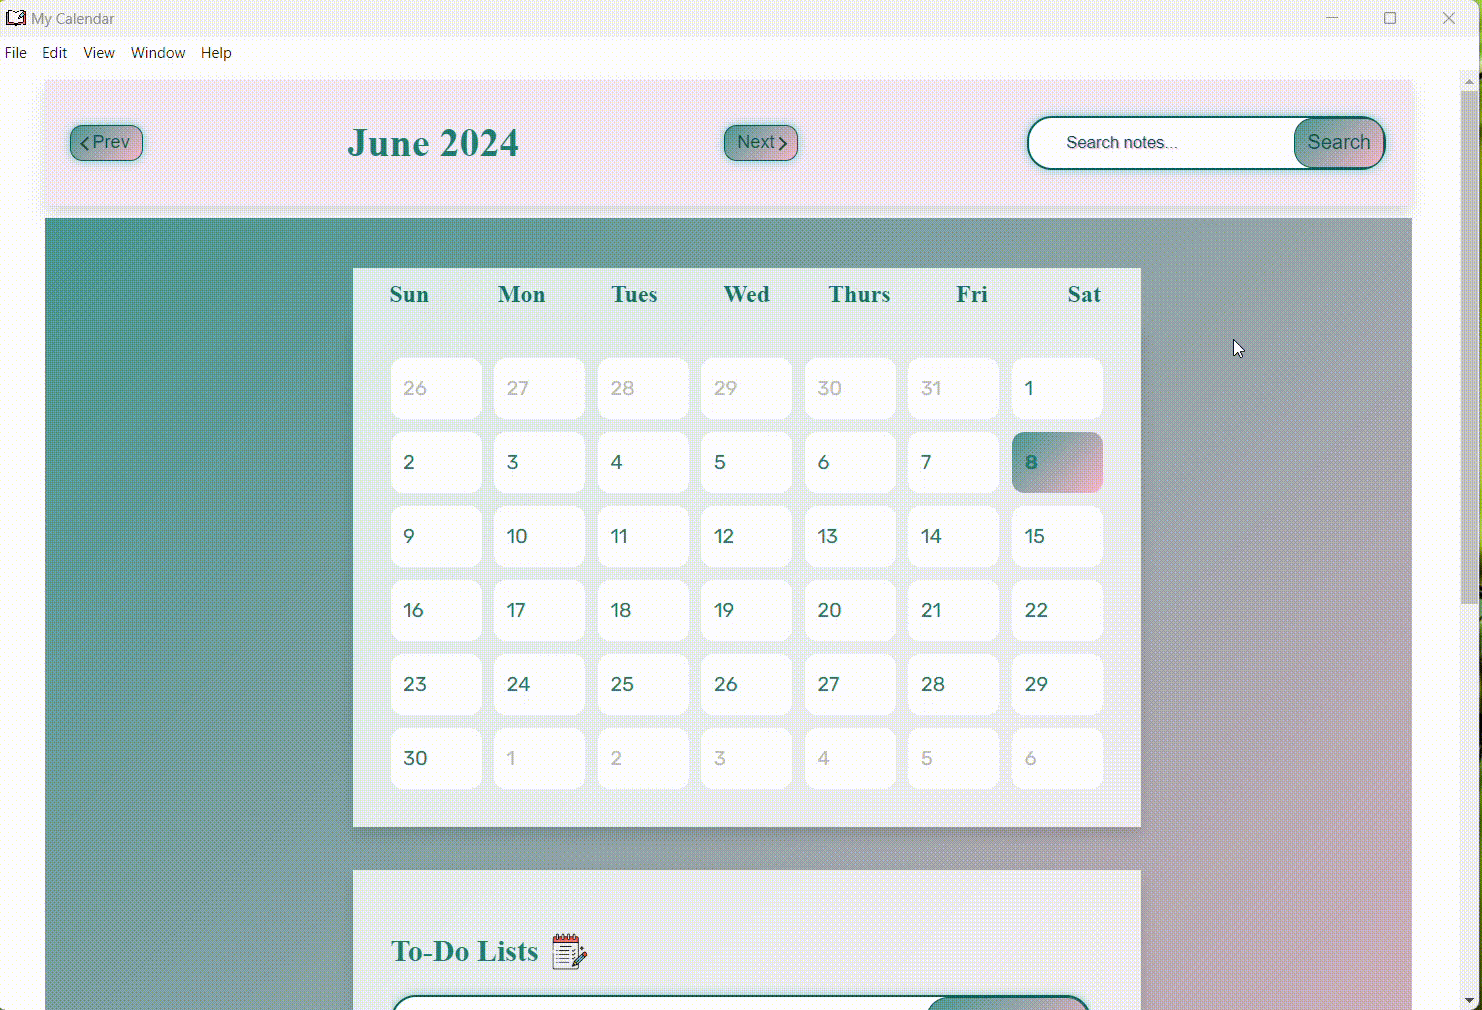 My Calendar
File Edit View Window Help
Prev June 2024 Next Search notes... Search
Sun Mon Tues Wed Thurs Fri Sat
26 27 28 29 30 31 1
2 3 4 5 6 7 8
9 10 11 12 13 14 15
16 17 18 19 20 21 22
23 24 25 26 27 28 29
30 1 2 3 4 5 6
To-Do Lists